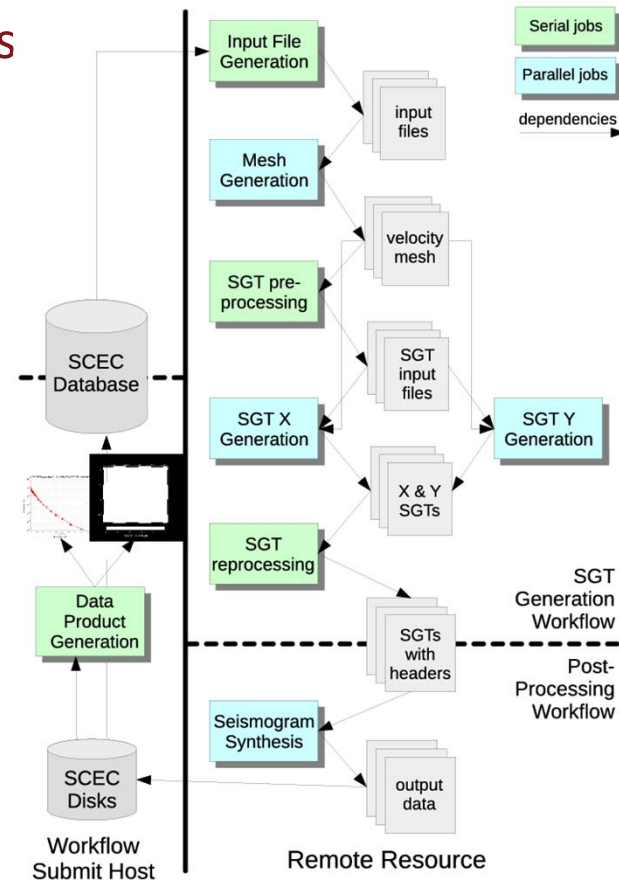 s
Input File
Generation
Serial jobs
Parallel jobs
dependencies
input
files
Mesh
Generation
velocity
mesh
SGT pre-
processing
SCEC
Database
SGT
input
files
SGT X
Generation
SGT Y
Generation
X & Y
SGTs
SGT
reprocessing
SGT
Generation
Workflow
Data
Product
Generation
SGTs
with
headers
Post-
Processing
Workflow
Seismogram
Synthesis
SCEC
Disks
output
data
Workflow
Submit Host
Remote Resource